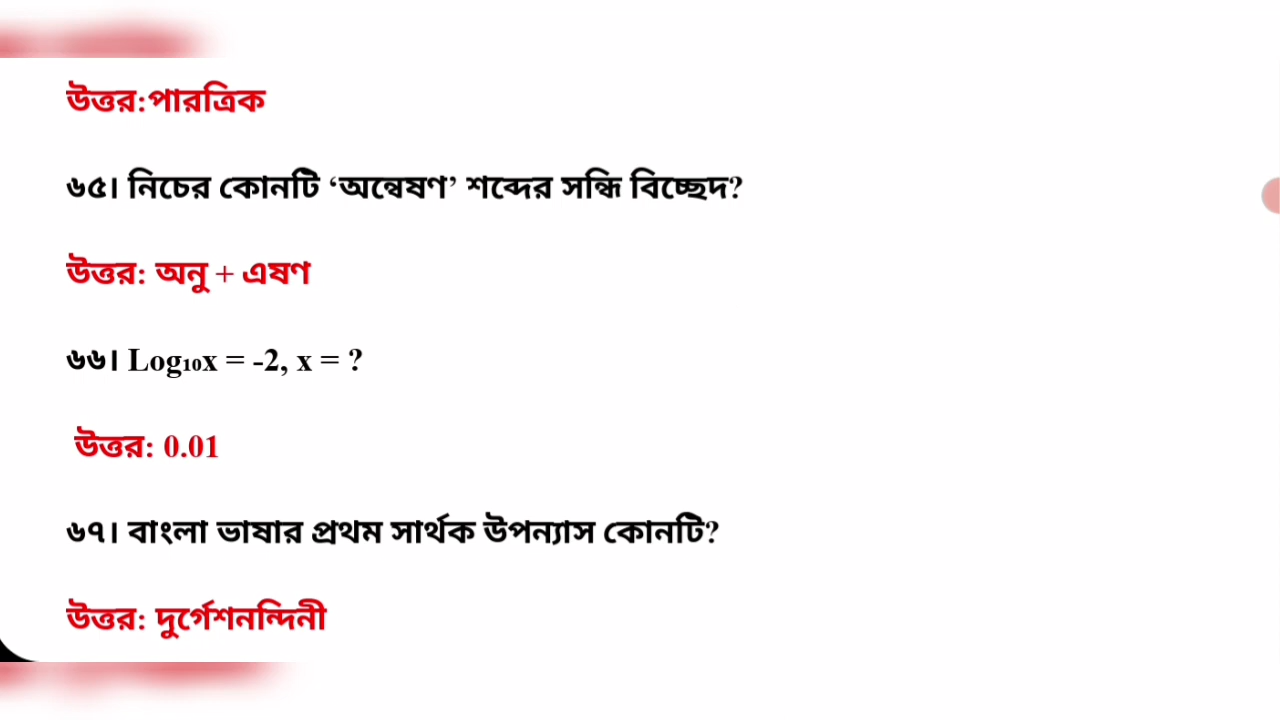 উত্তর:পারত্রিক
৬৫। নিচের কোনটি ‘অন্বেষণ’ শব্দের সন্ধি বিচ্ছেদ?
উত্তর: অনু + এষণ
৬৬। Log₁₀x = -2, x = ?
উত্তর: 0.01
৬৭। বাংলা ভাষার প্রথম সার্থক উপন্যাস কোনটি?
উত্তর: দুর্গেশনন্দিনী